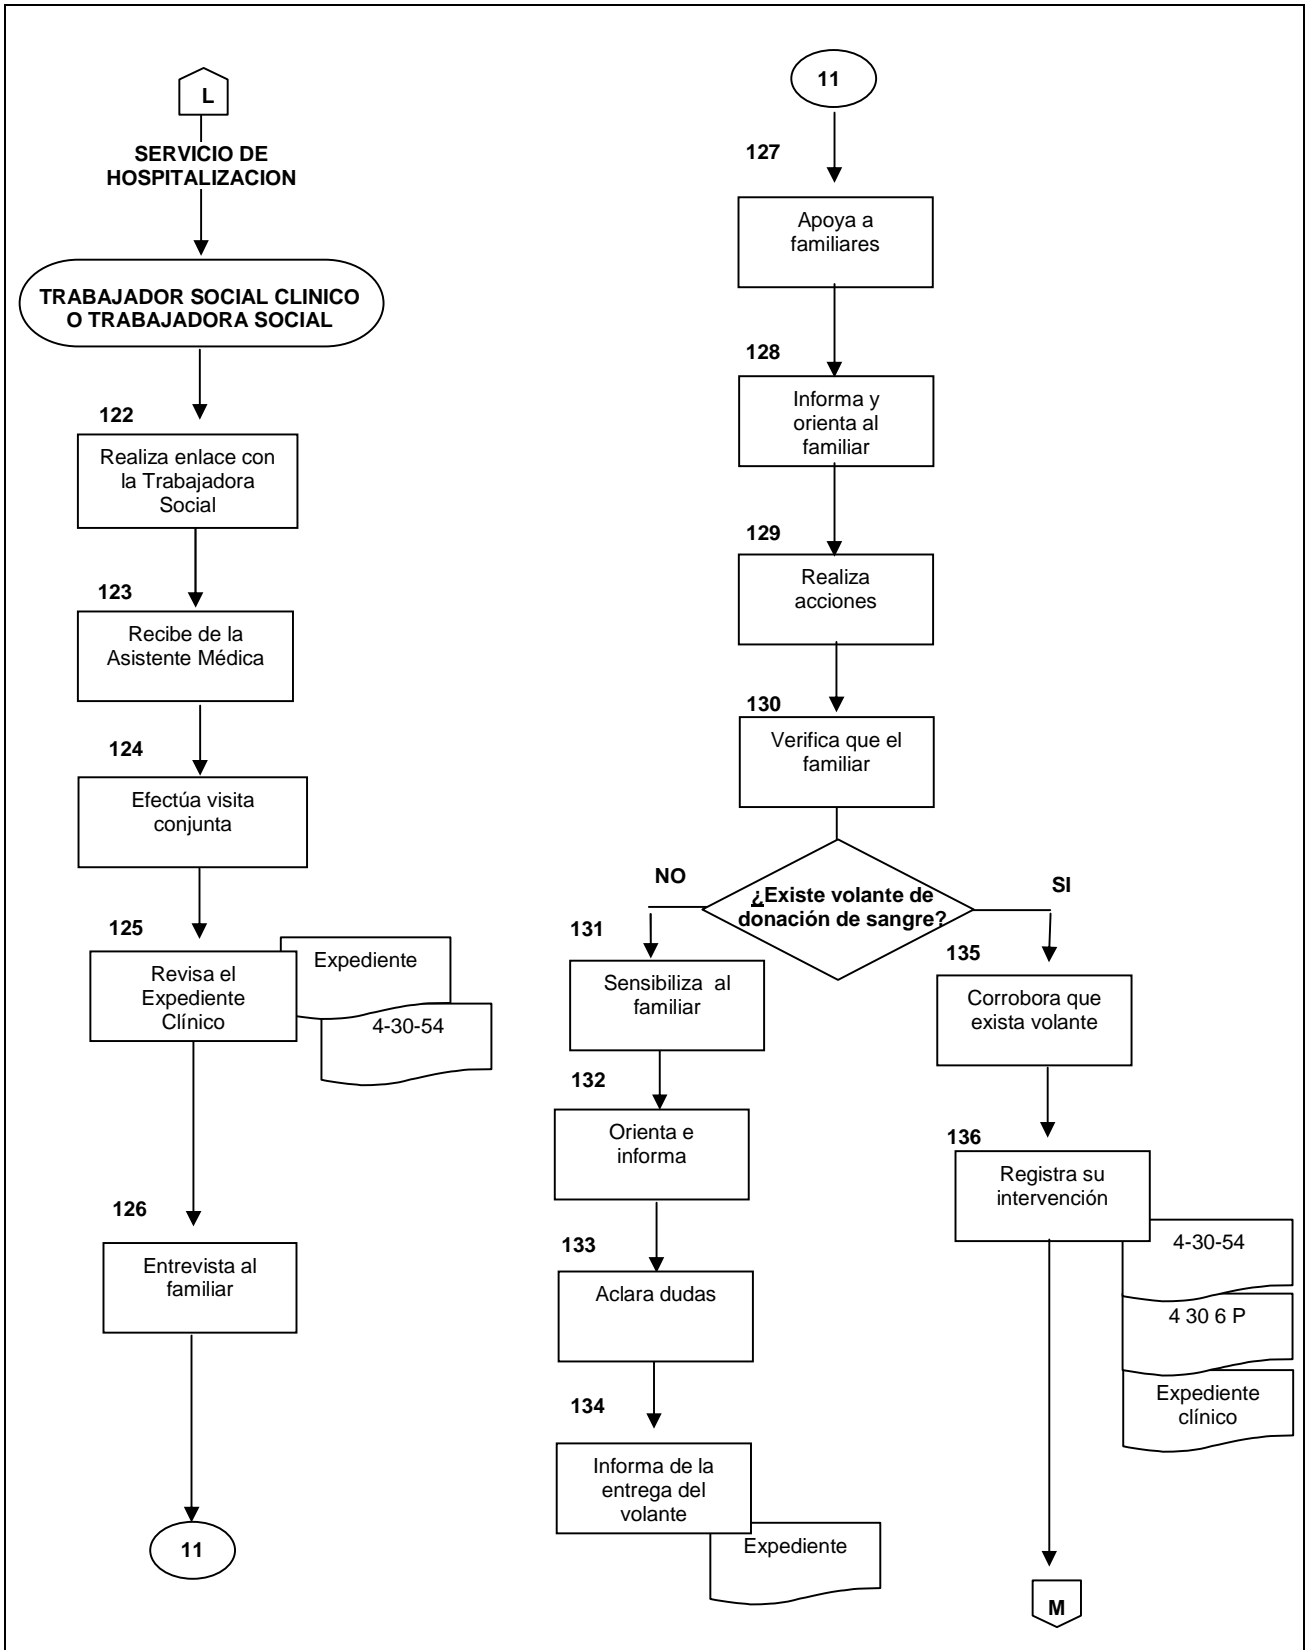 L
SERVICIO DE
HOSPITALIZACION
TRABAJADOR SOCIAL CLINICO
O TRABAJADORA SOCIAL
122
Realiza enlace con
la Trabajadora
Social
123
Recibe de la
Asistente Médica
124
Efectúa visita
conjunta
125
Revisa el
Expediente
Clínico
Expediente
4-30-54
126
Entrevista al
familiar
11
11
127
Apoya a
familiares
128
Informa y
orienta al
familiar
129
Realiza
acciones
130
Verifica que el
familiar
¿Existe volante de
donación de sangre?
NO
SI
131
Sensibiliza al
familiar
132
Orienta e
informa
133
Aclara dudas
134
Informa de la
entrega del
volante
Expediente
135
Corrobora que
exista volante
136
Registra su
intervención
4-30-54
4 30 6 P
Expediente
clínico
M